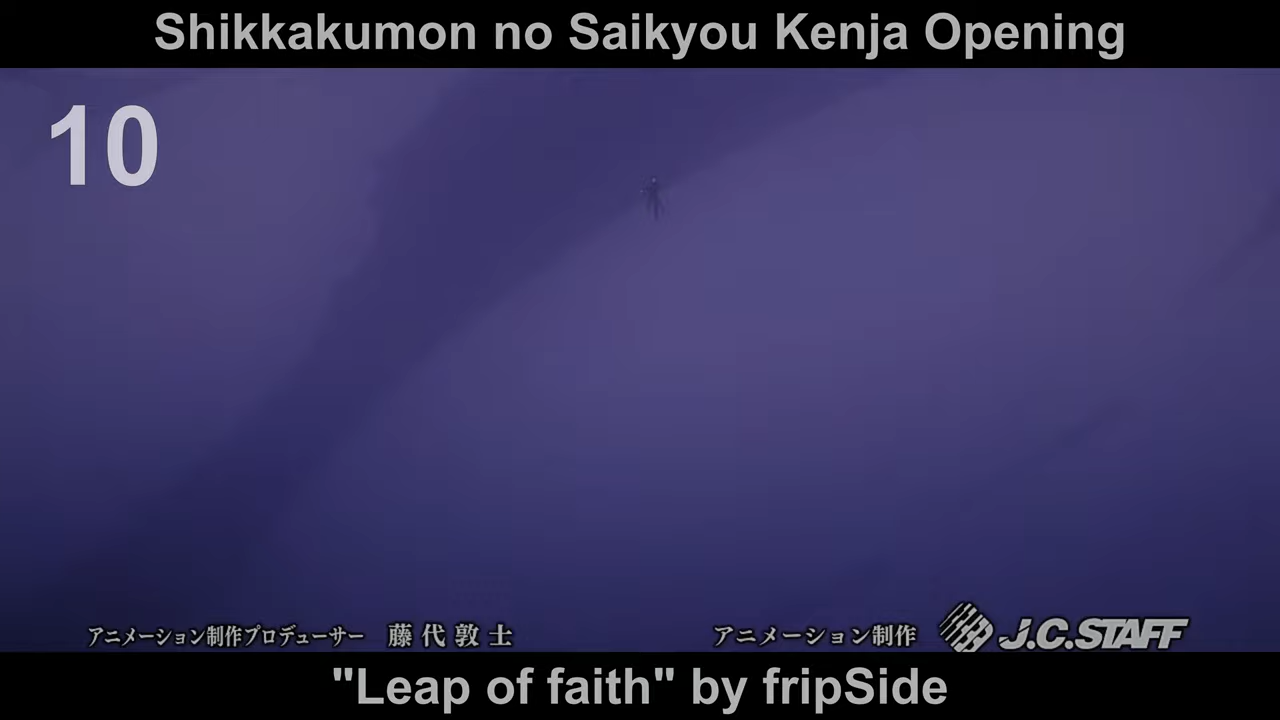 Shikkakumon no Saikyou Kenja Opening
10
アニメーション制作プロデューサー 藤代敦士
アニメーション制作 J.C.STAFF
"Leap of faith" by fripSide